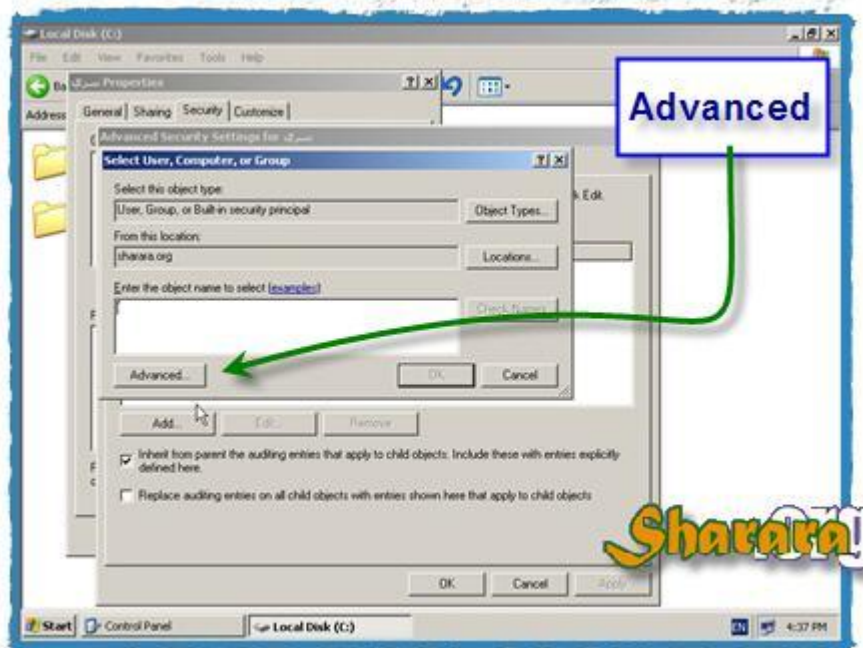 Local Disk (C:)
File Edit View Favorites Tools Help
Address
سرى Properties
General Sharing Security Customize
Advanced Security Settings for سرى
Select User, Computer, or Group
Select this object type:
User, Group, or Built-in security principal
Object Types...
From this location:
sharara.org
Locations...
Enter the object name to select (examples):
Check Names
Advanced...
OK
Cancel
Edit.
Add...
Edit...
Remove
Inherit from parent the auditing entries that apply to child objects. Include these with entries explicitly
defined here.
Replace auditing entries on all child objects with entries shown here that apply to child objects
OK
Cancel
Apply
Advanced
Sharara
org
Start
Control Panel
Local Disk (C:)
EN
4:37 PM